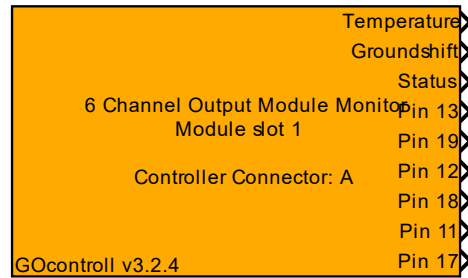 Temperature
Groundshift
Status
6 Channel Output Module Monitor
Pin 13
Module slot 1
Pin 19
Controller Connector: A
Pin 12
Pin 18
Pin 11
GOcontroll v3.2.4
Pin 17